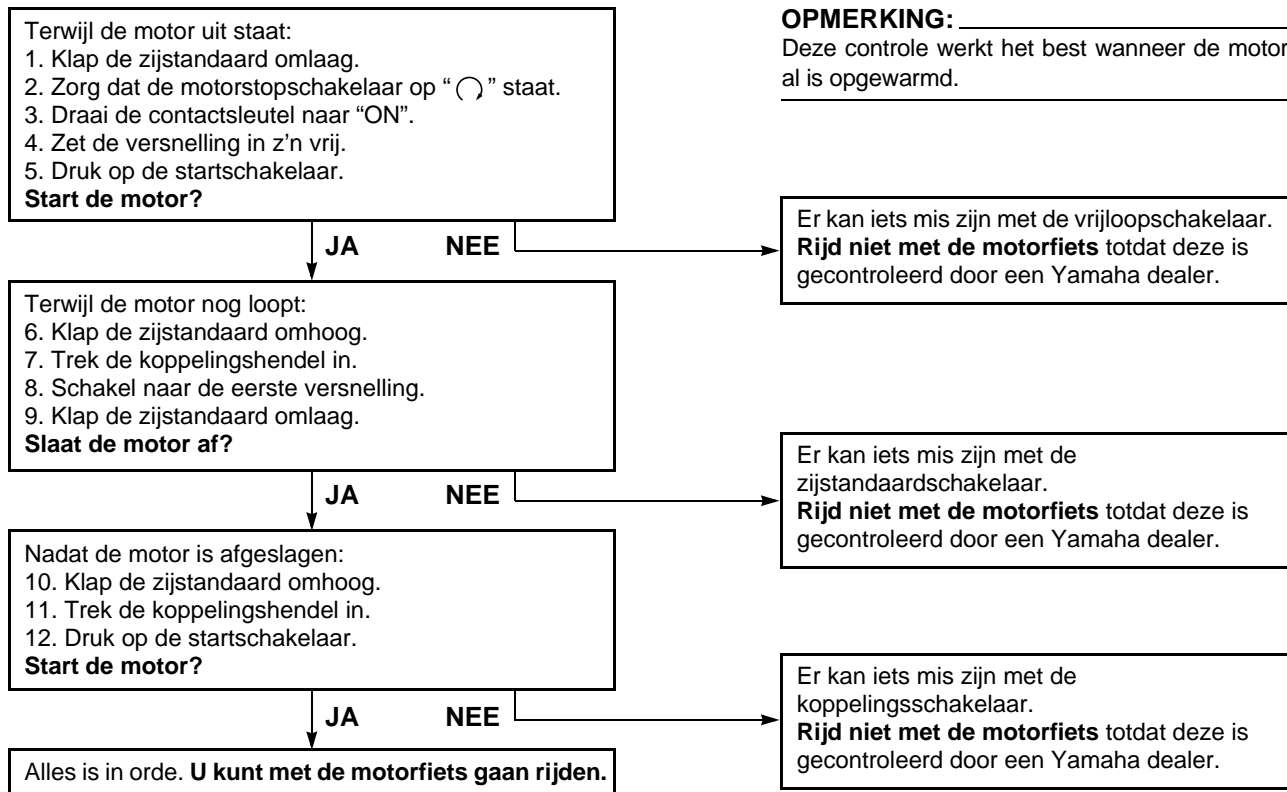 Terwijl de motor uit staat:
1. Klap de zijstandaard omlaag.
2. Zorg dat de motorstopschakelaar op “ ” staat.
3. Draai de contactsleutel naar “ON”.
4. Zet de versnelling in z'n vrij.
5. Druk op de startschakelaar.
Start de motor?
OPMERKING:
Deze controle werkt het best wanneer de motor
al is opgewarmd.
JA NEE
Er kan iets mis zijn met de vrijloopschakelaar.
Rijd niet met de motorfiets totdat deze is
gecontroleerd door een Yamaha dealer.
Terwijl de motor nog loopt:
6. Klap de zijstandaard omhoog.
7. Trek de koppelingshendel in.
8. Schakel naar de eerste versnelling.
9. Klap de zijstandaard omlaag.
Slaat de motor af?
JA NEE
Er kan iets mis zijn met de
zijstandaardschakelaar.
Rijd niet met de motorfiets totdat deze is
gecontroleerd door een Yamaha dealer.
Nadat de motor is afgeslagen:
10. Klap de zijstandaard omhoog.
11. Trek de koppelingshendel in.
12. Druk op de startschakelaar.
Start de motor?
JA NEE
Er kan iets mis zijn met de
koppelingsschakelaar.
Rijd niet met de motorfiets totdat deze is
gecontroleerd door een Yamaha dealer.
Alles is in orde. U kunt met de motorfiets gaan rijden.